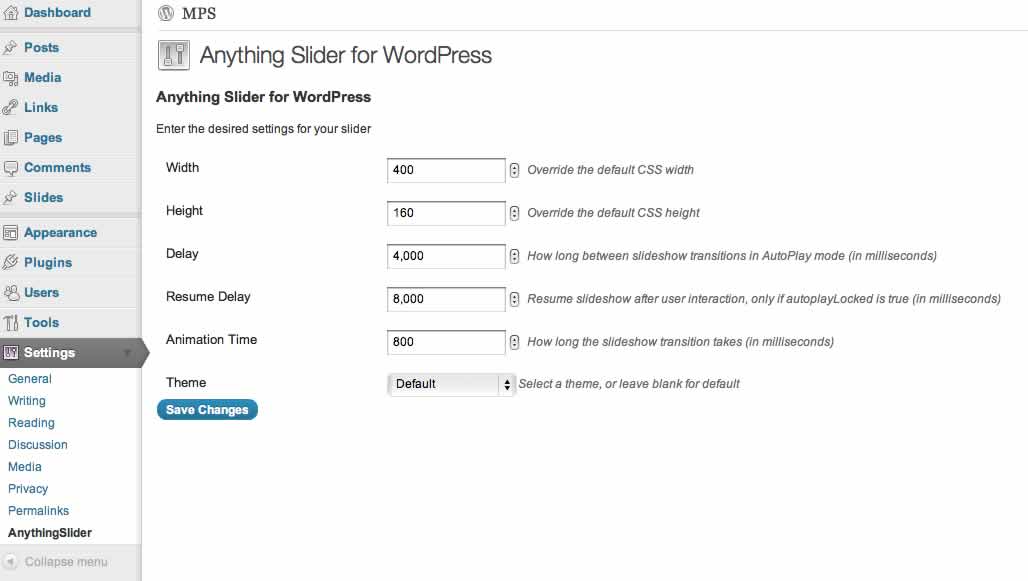 Dashboard
Posts
Media
Links
Pages
Comments
Slides
Appearance
Plugins
Users
Tools
Settings
General
Writing
Reading
Discussion
Media
Privacy
Permalinks
AnythingSlider
Collapse menu
MPS
Anything Slider for WordPress
Anything Slider for WordPress
Enter the desired settings for your slider
Width 400 Override the default CSS width
Height 160 Override the default CSS height
Delay 4,000 How long between slideshow transitions in AutoPlay mode (in milliseconds)
Resume Delay 8,000 Resume slideshow after user interaction, only if autoplayLocked is true (in milliseconds)
Animation Time 800 How long the slideshow transition takes (in milliseconds)
Theme Default Select a theme, or leave blank for default
Save Changes